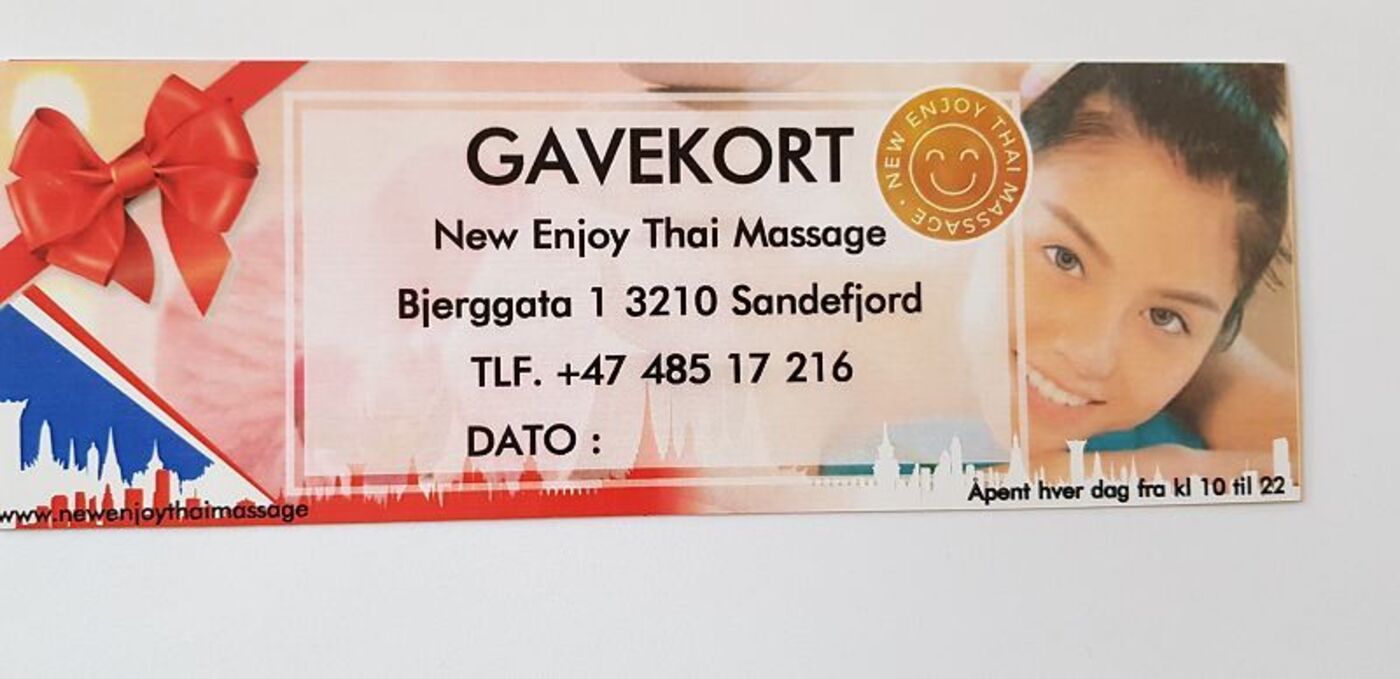 GAVEKORT
NEW ENJOY THAI MASSAGE •
New Enjoy Thai Massage
Bjerggata 1 3210 Sandefjord
TLF. +47 485 17 216
DATO :
Åpent hver dag fra kl 10 til 22
www.newenjoythaimassage